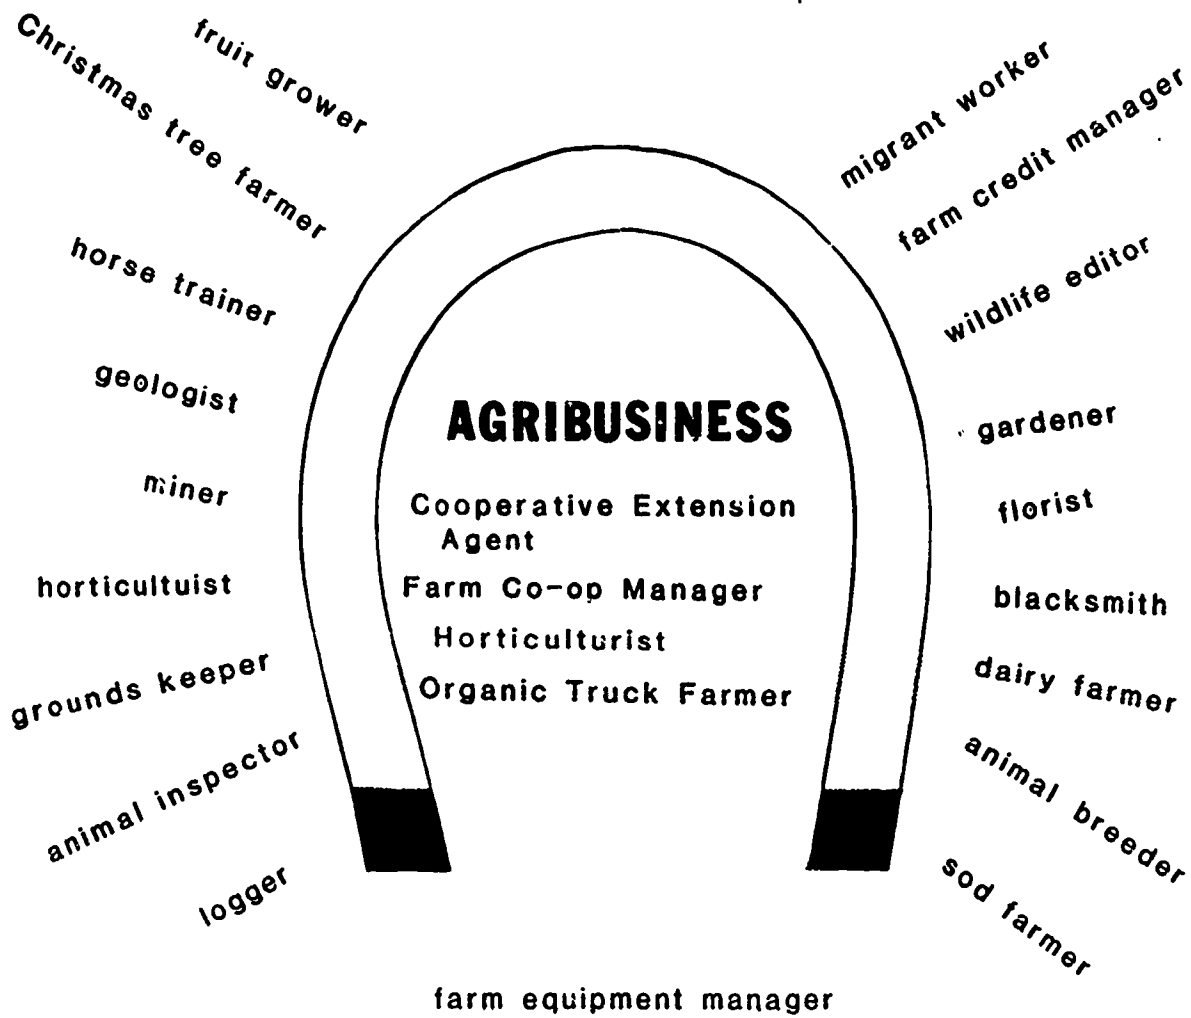 fruit grower
Christmas tree farmer
horse trainer
geologist
miner
horticultuist
grounds keeper
animal inspector
logger
AGRIBUSINESS
Cooperative Extension
Agent
Farm Co-op Manager
Horticulturist
Organic Truck Farmer
migrant worker
farm credit manager
wildlife editor
gardener
florist
blacksmith
dairy farmer
animal breeder
sod farmer
farm equipment manager